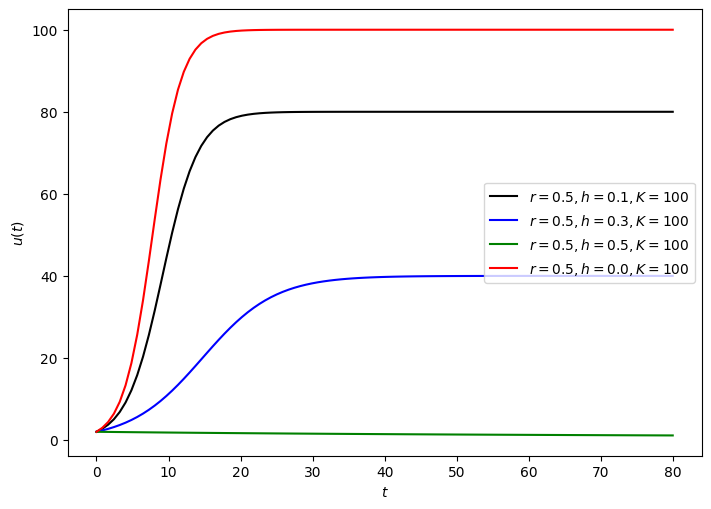 100
80
60
40
20
0
u(t)
r = 0.5, h = 0.1, K = 100
r = 0.5, h = 0.3, K = 100
r = 0.5, h = 0.5, K = 100
r = 0.5, h = 0.0, K = 100
0 10 20 30 40 50 60 70 80
t